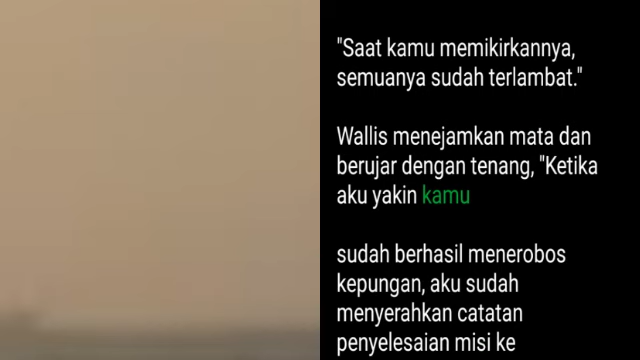 "Saat kamu memikirkannya,
semuanya sudah terlambat."
Wallis menejamkan mata dan
berujar dengan tenang, "Ketika
aku yakin kamu
sudah berhasil menerobos
kepungan, aku sudah
menyerahkan catatan
penyelesaian misi ke